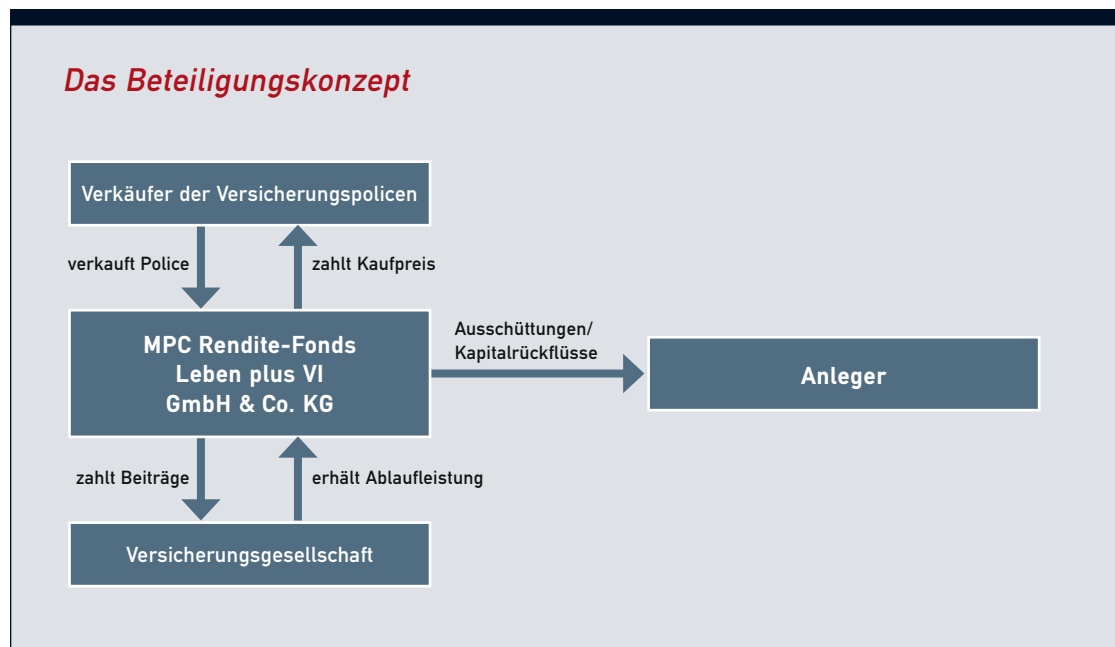 Das Beteiligungskonzept
Verkäufer der Versicherungspolicen
verkauft Police
zahlt Kaufpreis
MPC Rendite-Fonds
Leben plus VI
GmbH & Co. KG
Ausschüttungen/
Kapitalrückflüsse
Anleger
zahlt Beiträge
erhält Ablaufleistung
Versicherungsgesellschaft